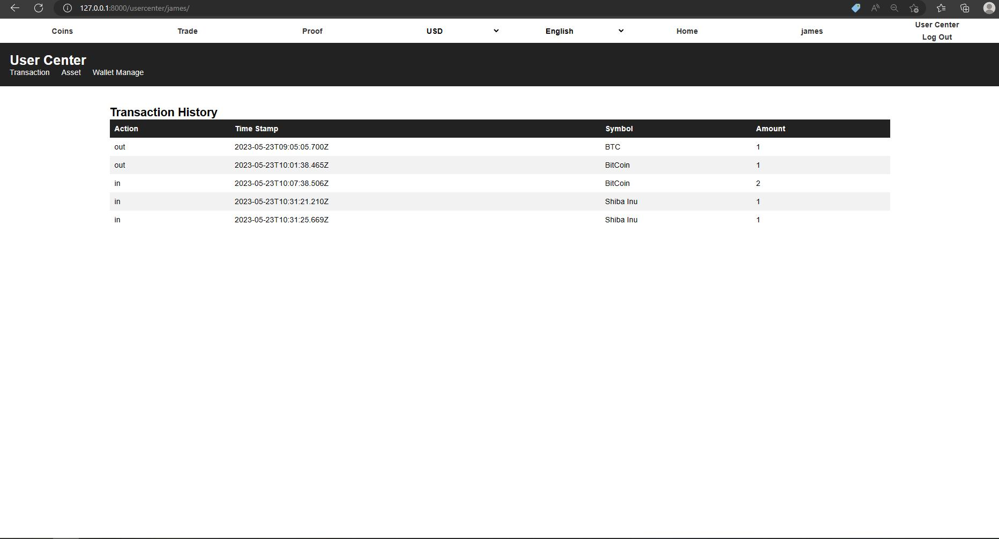 127.0.0.1:8000/usercenter/james/
Coins Trade Proof USD English Home james User Center
Log Out
User Center
Transaction Asset Wallet Manage
Transaction History
Action Time Stamp Symbol Amount
out 2023-05-23T09:05:05.700Z BTC 1
out 2023-05-23T10:01:38.465Z BitCoin 1
in 2023-05-23T10:07:38.506Z BitCoin 2
in 2023-05-23T10:31:21.210Z Shiba Inu 1
in 2023-05-23T10:31:25.669Z Shiba Inu 1